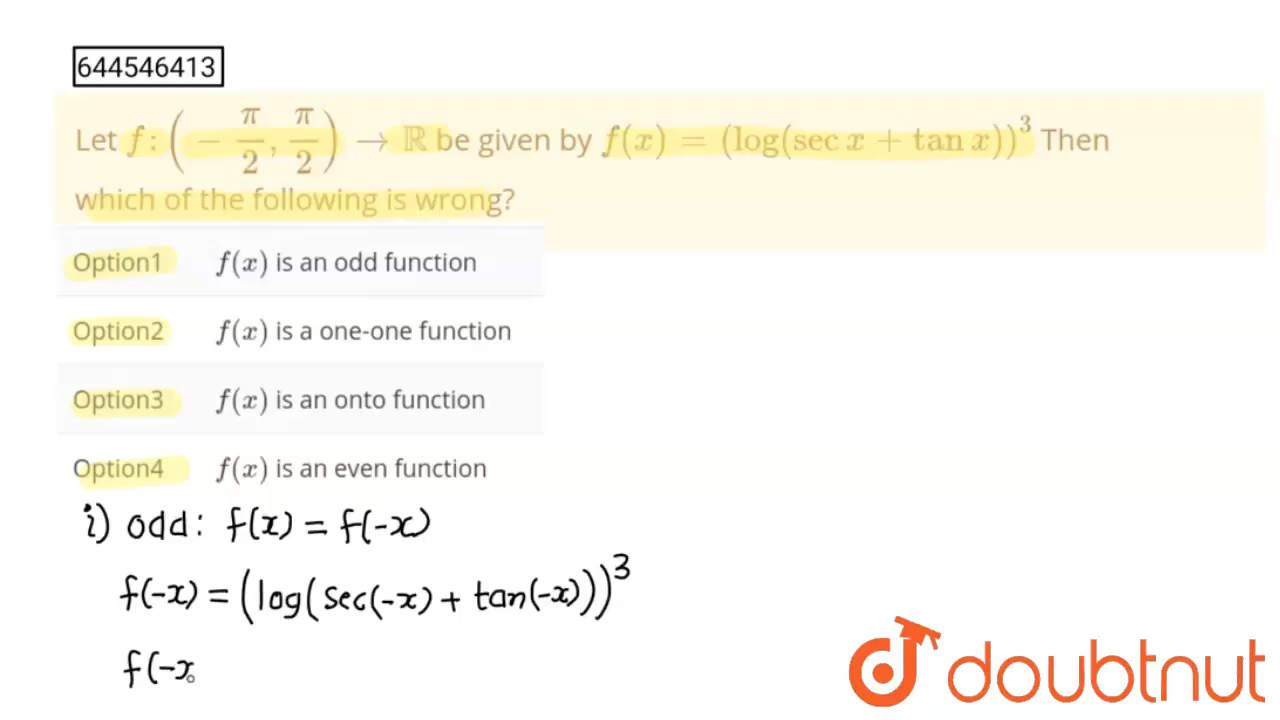 644546413
Let f : (−π/2, π/2) → ℝ be given by f(x) = (log(sec x + tan x))³ Then
which of the following is wrong?
Option1 f(x) is an odd function
Option2 f(x) is a one-one function
Option3 f(x) is an onto function
Option4 f(x) is an even function
i) odd: f(x) = f(-x)
f(-x) = (log(sec(-x) + tan(-x)))³
f(-x
doubtnut